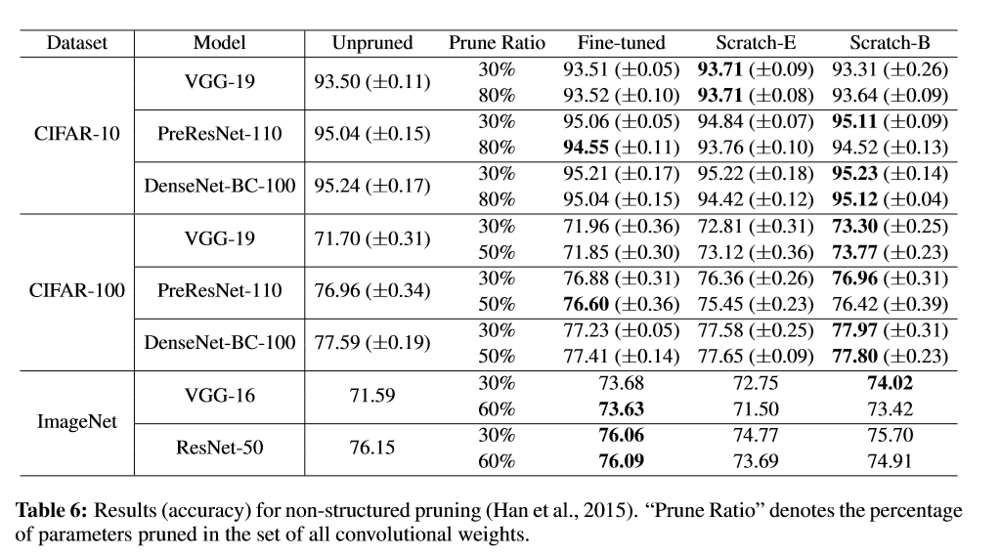 Dataset Model Unpruned Prune Ratio Fine-tuned Scratch-E Scratch-B
CIFAR-10 VGG-19 93.50 (±0.11) 30% 93.51 (±0.05) 93.71 (±0.09) 93.31 (±0.26)
80% 93.52 (±0.10) 93.71 (±0.08) 93.64 (±0.09)
PreResNet-110 95.04 (±0.15) 30% 95.06 (±0.05) 94.84 (±0.07) 95.11 (±0.09)
80% 94.55 (±0.11) 93.76 (±0.10) 94.52 (±0.13)
DenseNet-BC-100 95.24 (±0.17) 30% 95.21 (±0.17) 95.22 (±0.18) 95.23 (±0.14)
80% 95.04 (±0.15) 94.42 (±0.12) 95.12 (±0.04)
CIFAR-100 VGG-19 71.70 (±0.31) 30% 71.96 (±0.36) 72.81 (±0.31) 73.30 (±0.25)
50% 71.85 (±0.30) 73.12 (±0.36) 73.77 (±0.23)
PreResNet-110 76.96 (±0.34) 30% 76.88 (±0.31) 76.36 (±0.26) 76.96 (±0.31)
50% 76.60 (±0.36) 75.45 (±0.23) 76.42 (±0.39)
DenseNet-BC-100 77.59 (±0.19) 30% 77.23 (±0.05) 77.58 (±0.25) 77.97 (±0.31)
50% 77.41 (±0.14) 77.65 (±0.09) 77.80 (±0.23)
ImageNet VGG-16 71.59 30% 73.68 72.75 74.02
60% 73.63 71.50 73.42
ResNet-50 76.15 30% 76.06 74.77 75.70
60% 76.09 73.69 74.91
Table 6: Results (accuracy) for non-structured pruning (Han et al., 2015). “Prune Ratio” denotes the percentage
of parameters pruned in the set of all convolutional weights.